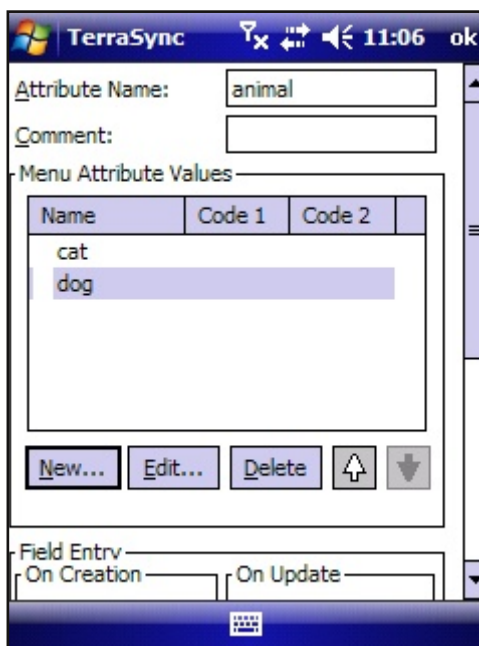 TerraSync 11:06 ok
Attribute Name: animal
Comment:
Menu Attribute Values
Name Code 1 Code 2
cat
dog
New... Edit... Delete
Field Entry
On Creation On Update